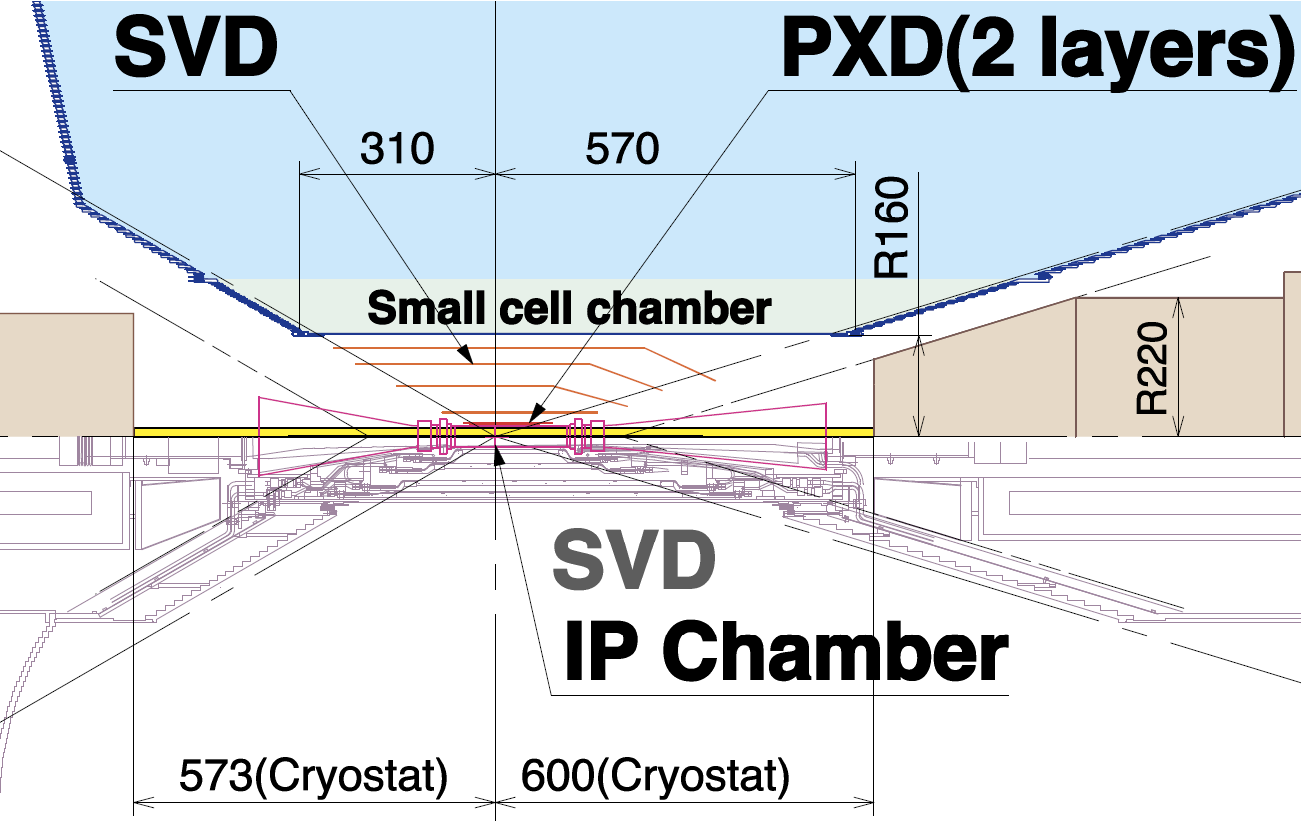 SVD
PXD(2 layers)
310
570
R160
Small cell chamber
R220
SVD
IP Chamber
573(Cryostat)
600(Cryostat)